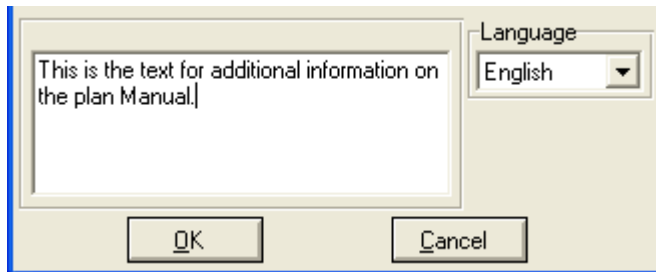 Language
This is the text for additional information on
the plan Manual.
English
OK
Cancel